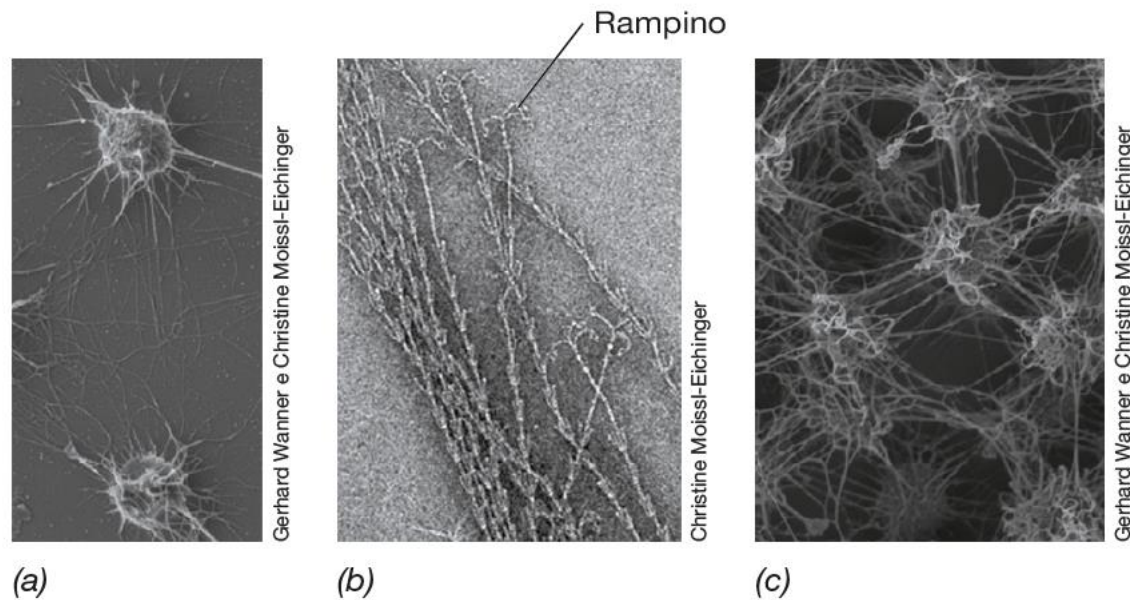 Rampino
Gerhard Wanner e Christine Moissl-Eichinger
Christine Moissl-Eichinger
Gerhard Wanner e Christine Moissl-Eichinger
(a)
(b)
(c)